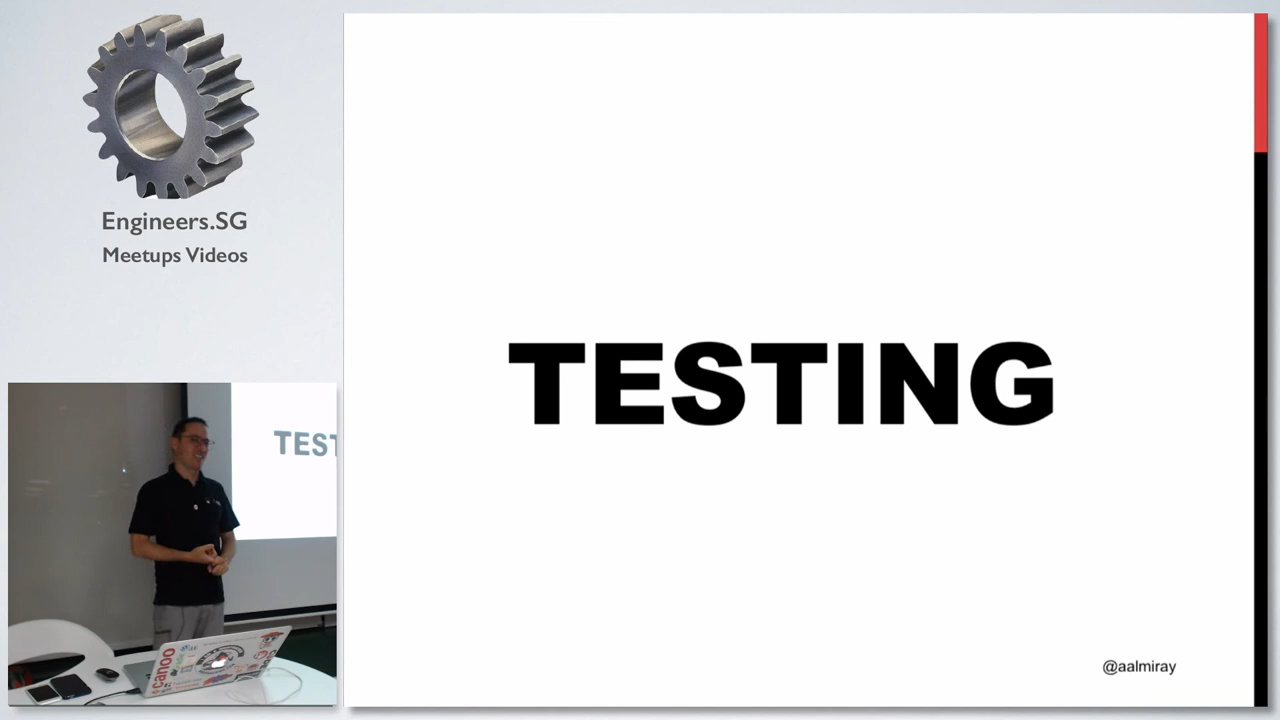 Engineers.SG
Meetups Videos
TESTING
TEST
canoo
@aalmiray